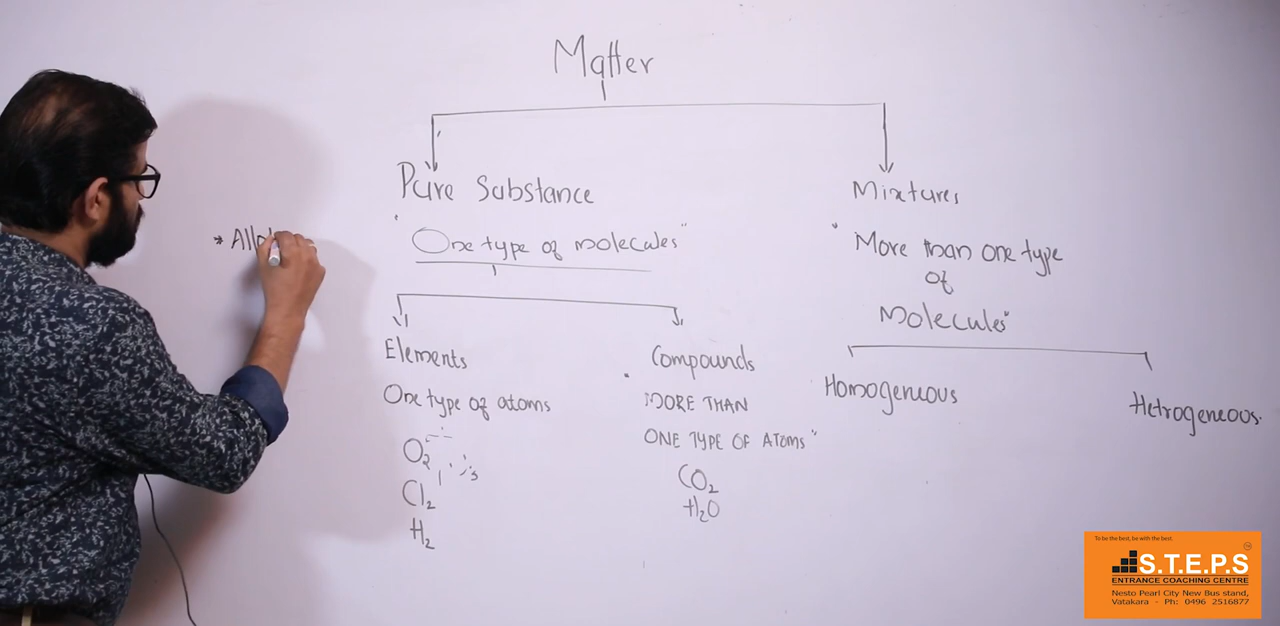 Matter
Pure Substance
Mixtures
* All
"One type of molecules"
"More than one type
of
Molecules"
Elements
Compounds
Homogeneous
Hetrogeneous.
One type of atoms
MORE THAN
ONE TYPE OF ATOMS"
O₂
Cl₂
H₂
CO₂
H₂O
To be the best, be with the best.
S.T.E.P.S
ENTRANCE COACHING CENTRE
Nesto Pearl City New Bus stand,
Vatakara - Ph: 0496 2516877